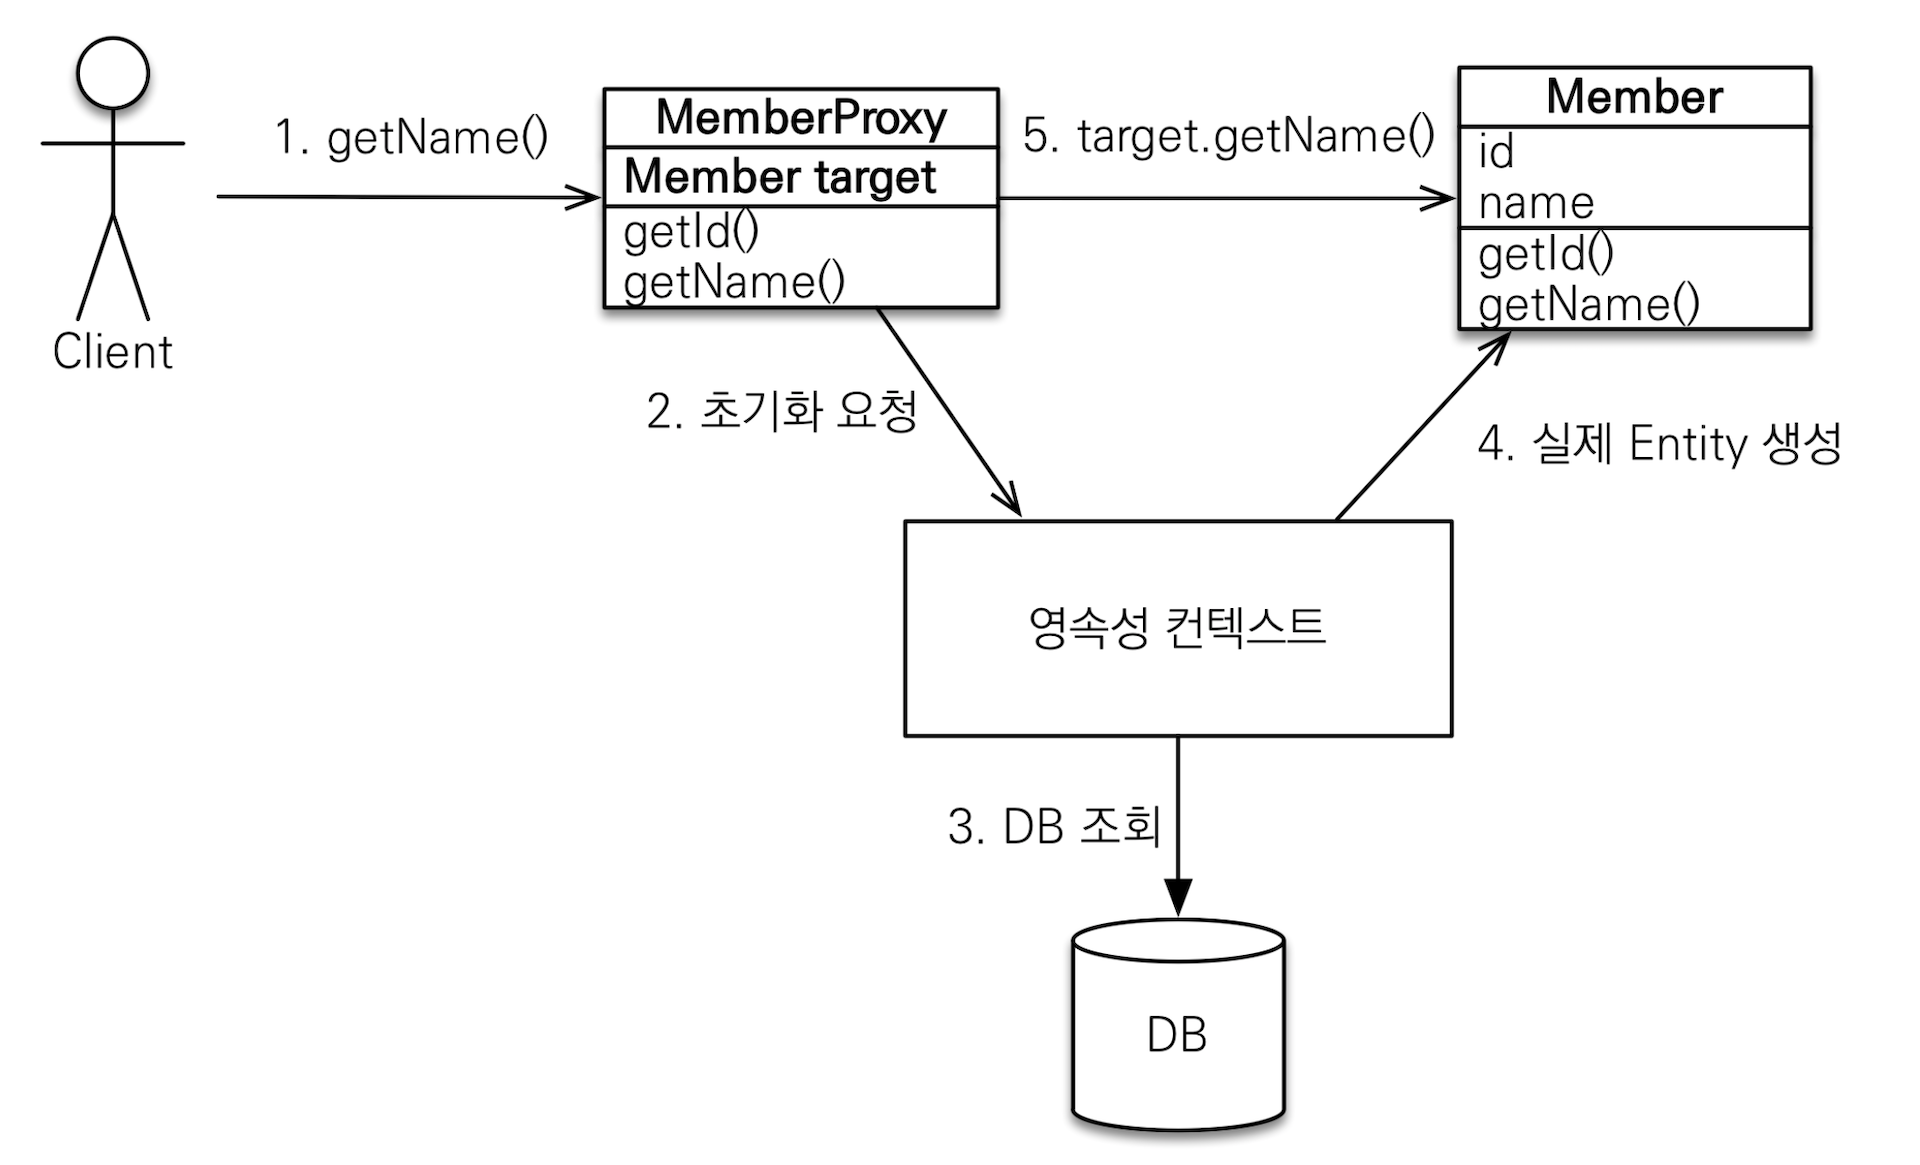 1. getName()
Client
MemberProxy
Member target
getId()
getName()
5. target.getName()
Member
id
name
getId()
getName()
2. 초기화 요청
4. 실제 Entity 생성
영속성 컨텍스트
3. DB 조회
DB